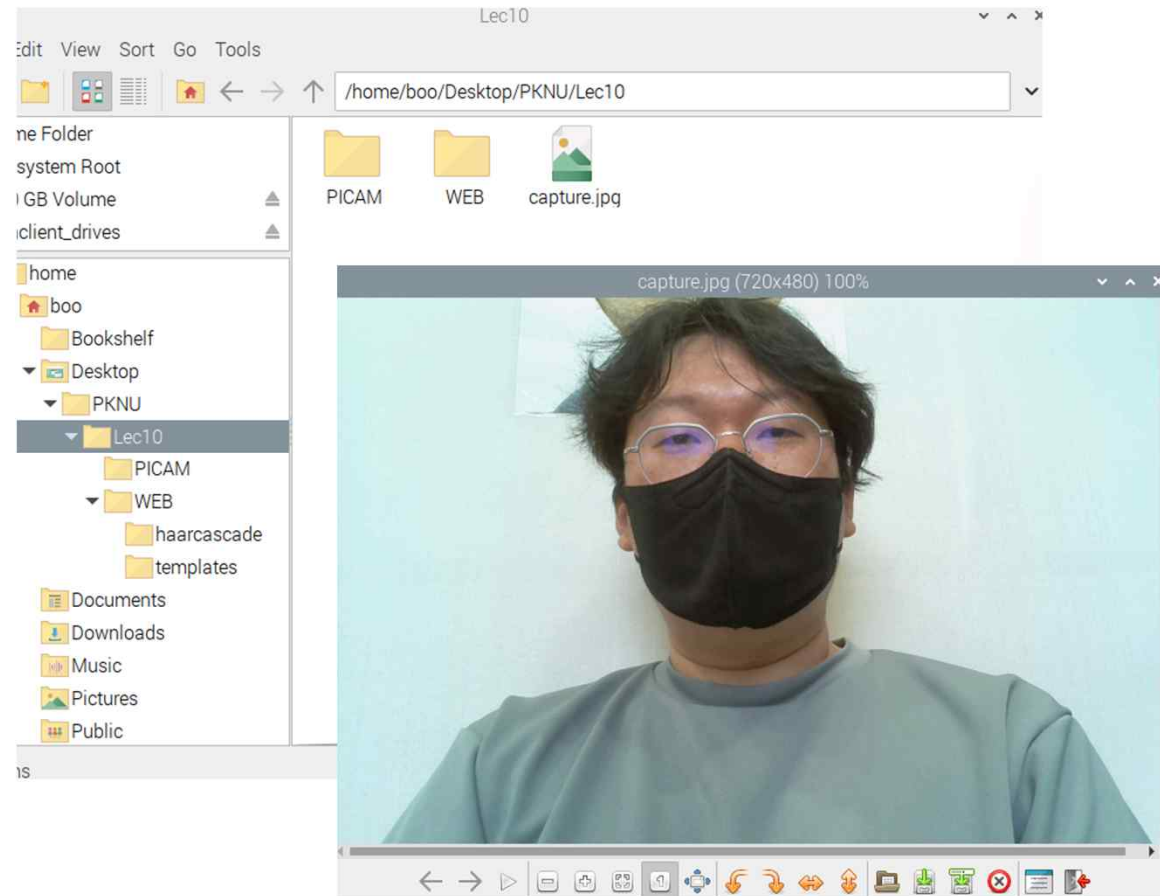 Lec10
Edit View Sort Go Tools
/home/boo/Desktop/PKNU/Lec10
me Folder
system Root
GB Volume
client_drives
PICAM WEB capture.jpg
home
boo
Bookshelf
Desktop
PKNU
Lec10
PICAM
WEB
haarcascade
templates
Documents
Downloads
Music
Pictures
Public
capture.jpg (720x480) 100%